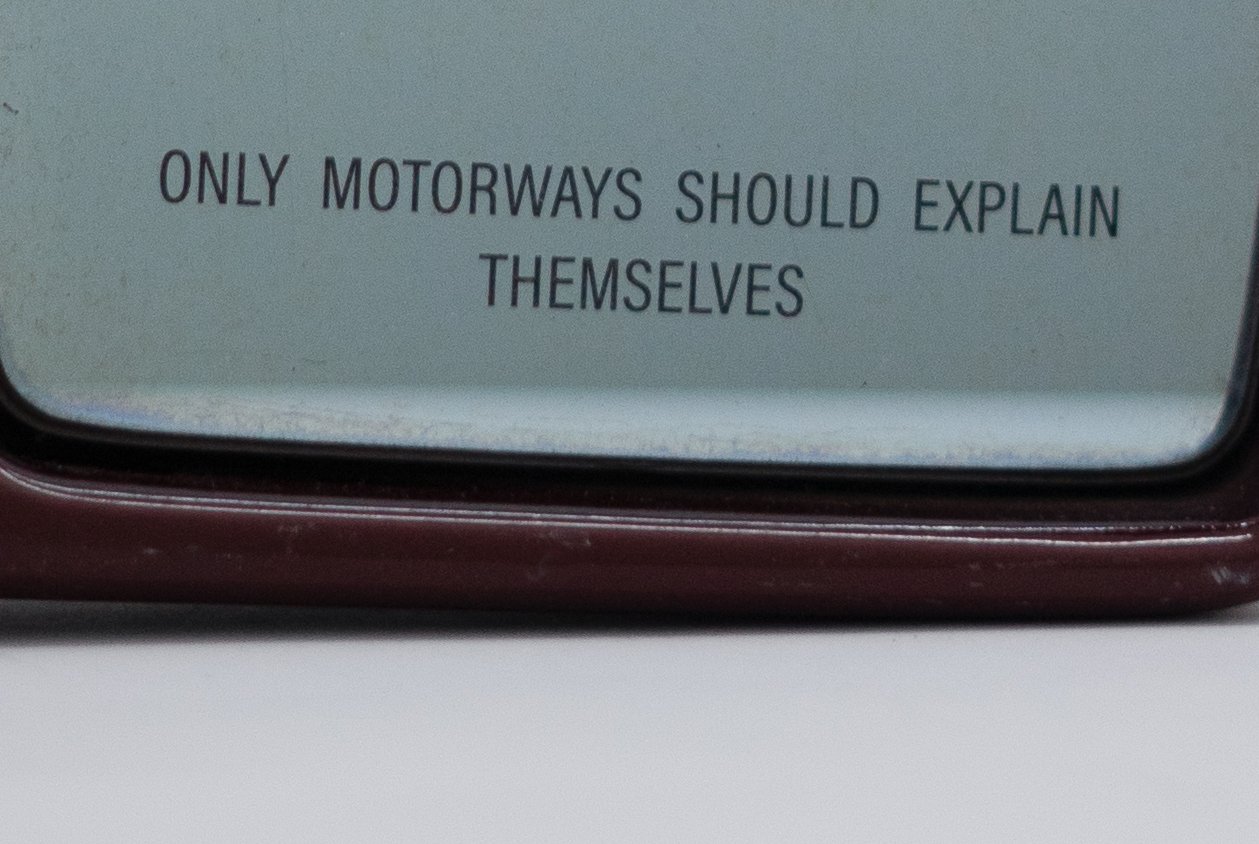 ONLY MOTORWAYS SHOULD EXPLAIN
THEMSELVES